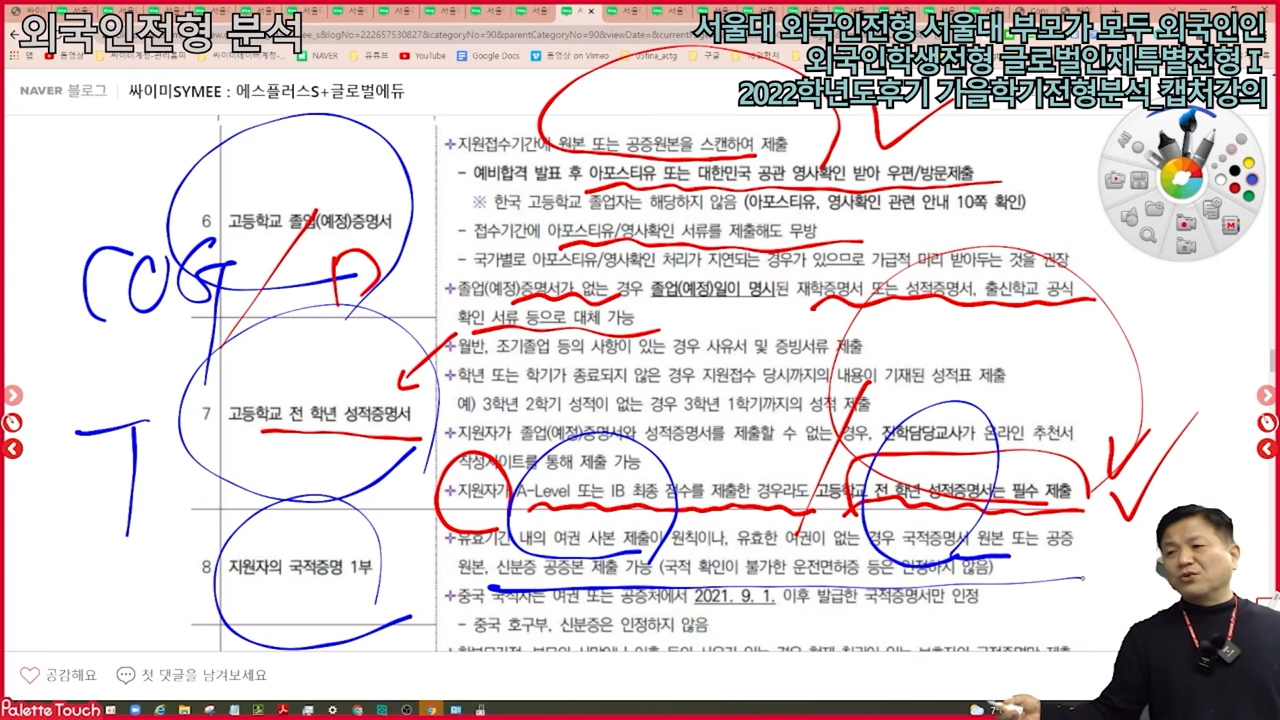 외국인전형 분석
서울대 외국인전형 서울대 부모가 모두 외국인인
외국인학생전형 글로벌인재특별전형 I
2022학년도후기 가을학기전형분석_캡처강의
s&logNo=222657530827&categoryNo=90&parentCategoryNo=90&viewDate=&current
앱 동영상 NAVER 유튜브 YouTube Google Docs 동영상 on Vimeo 구글
NAVER 블로그 | 싸이미SYMEE : 에스플러스S+글로벌에듀
지원접수기간에 원본 또는 공증원본을 스캔하여 제출
- 예비합격 발표 후 아포스티유 또는 대한민국 공관 영사확인 받아 우편/방문제출
※ 한국 고등학교 졸업자는 해당하지 않음 (아포스티유, 영사확인 관련 안내 10쪽 확인)
6 고등학교 졸업(예정)증명서
- 접수기간에 아포스티유/영사확인 서류를 제출해도 무방
- 국가별로 아포스티유/영사확인 처리가 지연되는 경우가 있으므로 가급적 미리 받아두는 것을 권장
졸업(예정)증명서가 없는 경우 졸업(예정)일이 명시된 재학증명서 또는 성적증명서, 출신학교 공식
확인 서류 등으로 대체 가능
월반, 조기졸업 등의 사항이 있는 경우 사유서 및 증빙서류 제출
학년 또는 학기가 종료되지 않은 경우 지원접수 당시까지의 내용이 기재된 성적표 제출
예) 3학년 2학기 성적이 없는 경우 3학년 1학기까지의 성적 제출
7 고등학교 전 학년 성적증명서
지원자가 졸업(예정)증명서와 성적증명서를 제출할 수 없는 경우, 진학담당교사가 온라인 추천서
작성사이트를 통해 제출 가능
지원자가 A-Level 또는 IB 최종 점수를 제출한 경우라도 고등학교 전 학년 성적증명서는 필수 제출
유효기간 내의 여권 사본 제출이 원칙이나, 유효한 여권이 없는 경우 국적증명서 원본 또는 공증
8 지원자의 국적증명 1부
원본, 신분증 공증본 제출 가능 (국적 확인이 불가한 운전면허증 등은 인정하지 않음)
중국 국적자는 여권 또는 공증처에서 2021. 9. 1. 이후 발급한 국적증명서만 인정
- 중국 호구부, 신분증은 인정하지 않음
공감해요 첫 댓글을 남겨보세요
Palette Touch